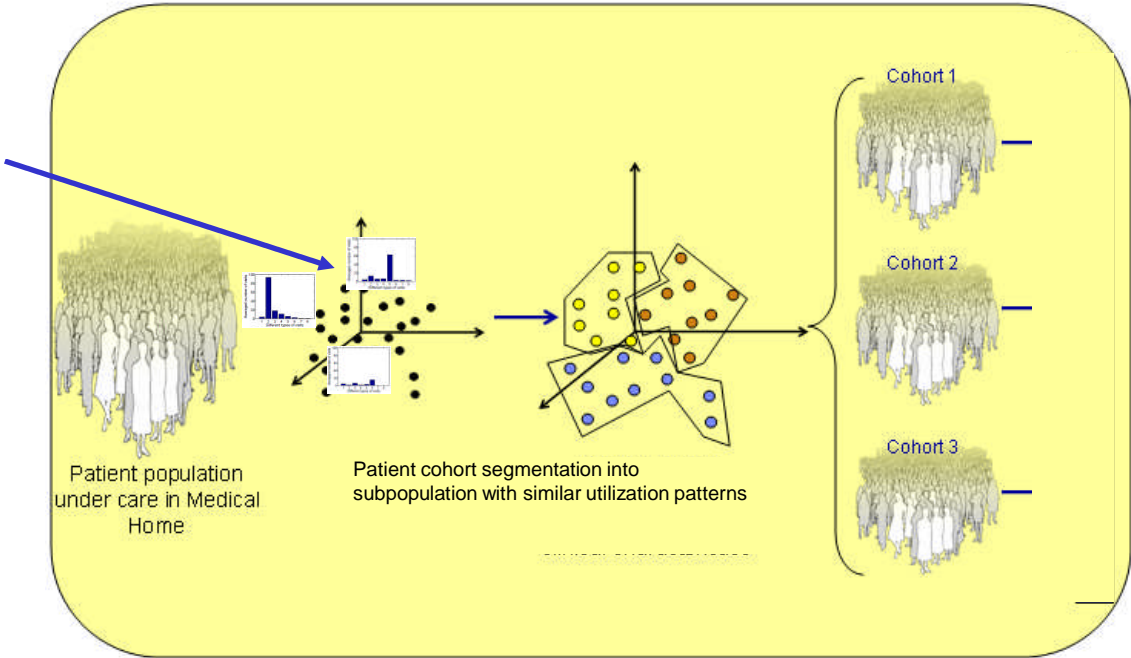 Cohort 1
Cohort 2
Cohort 3
Patient population
under care in Medical
Home
Patient cohort segmentation into
subpopulation with similar utilization patterns